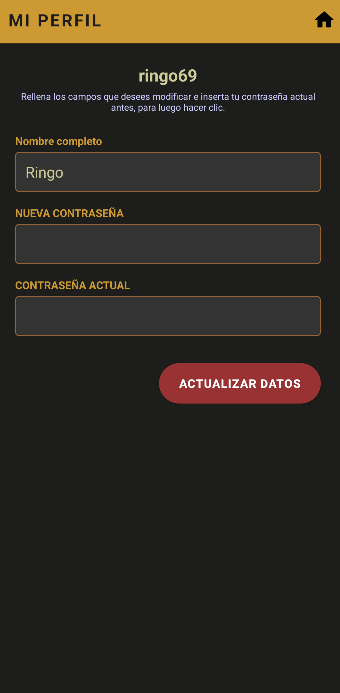 MI PERFIL
ringo69
Rellena los campos que desees modificar e inserta tu contraseña actual
antes, para luego hacer clic.
Nombre completo
Ringo
NUEVA CONTRASEÑA
CONTRASEÑA ACTUAL
ACTUALIZAR DATOS